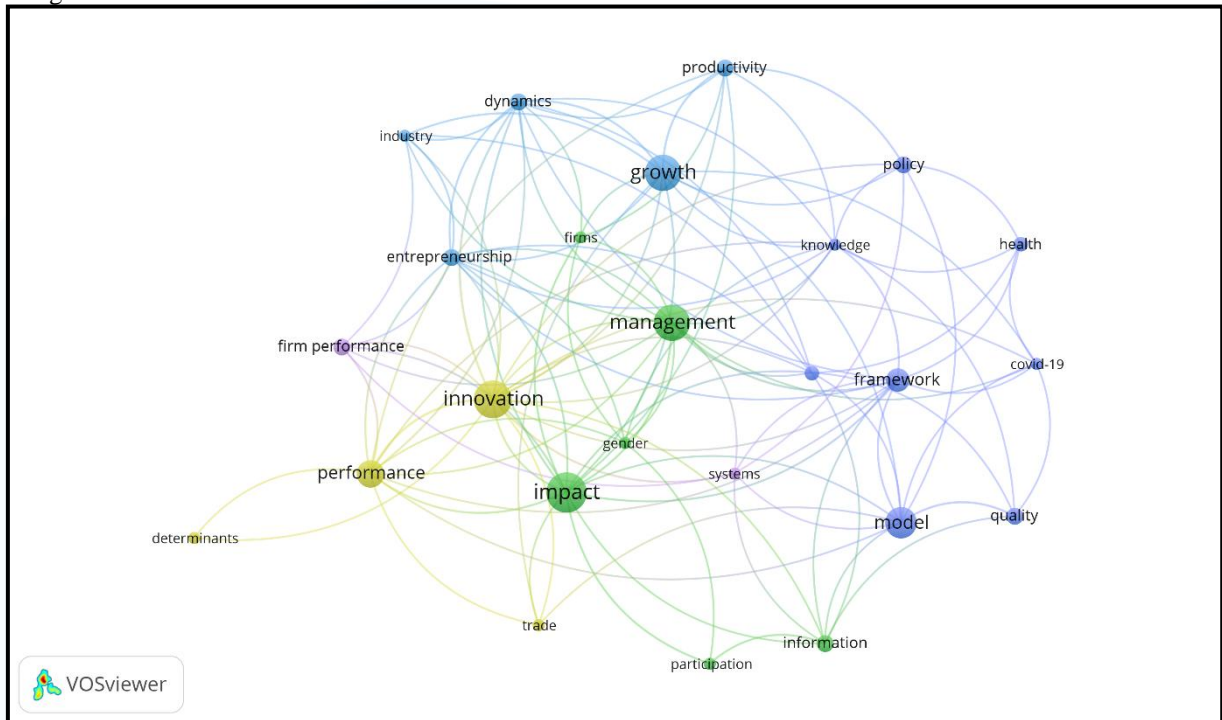 productivity
dynamics
industry
growth
policy
firms
knowledge
health
entrepreneurship
management
firm performance
covid-19
framework
innovation
gender
performance
systems
impact
model
quality
determinants
trade
information
participation
VOSviewer